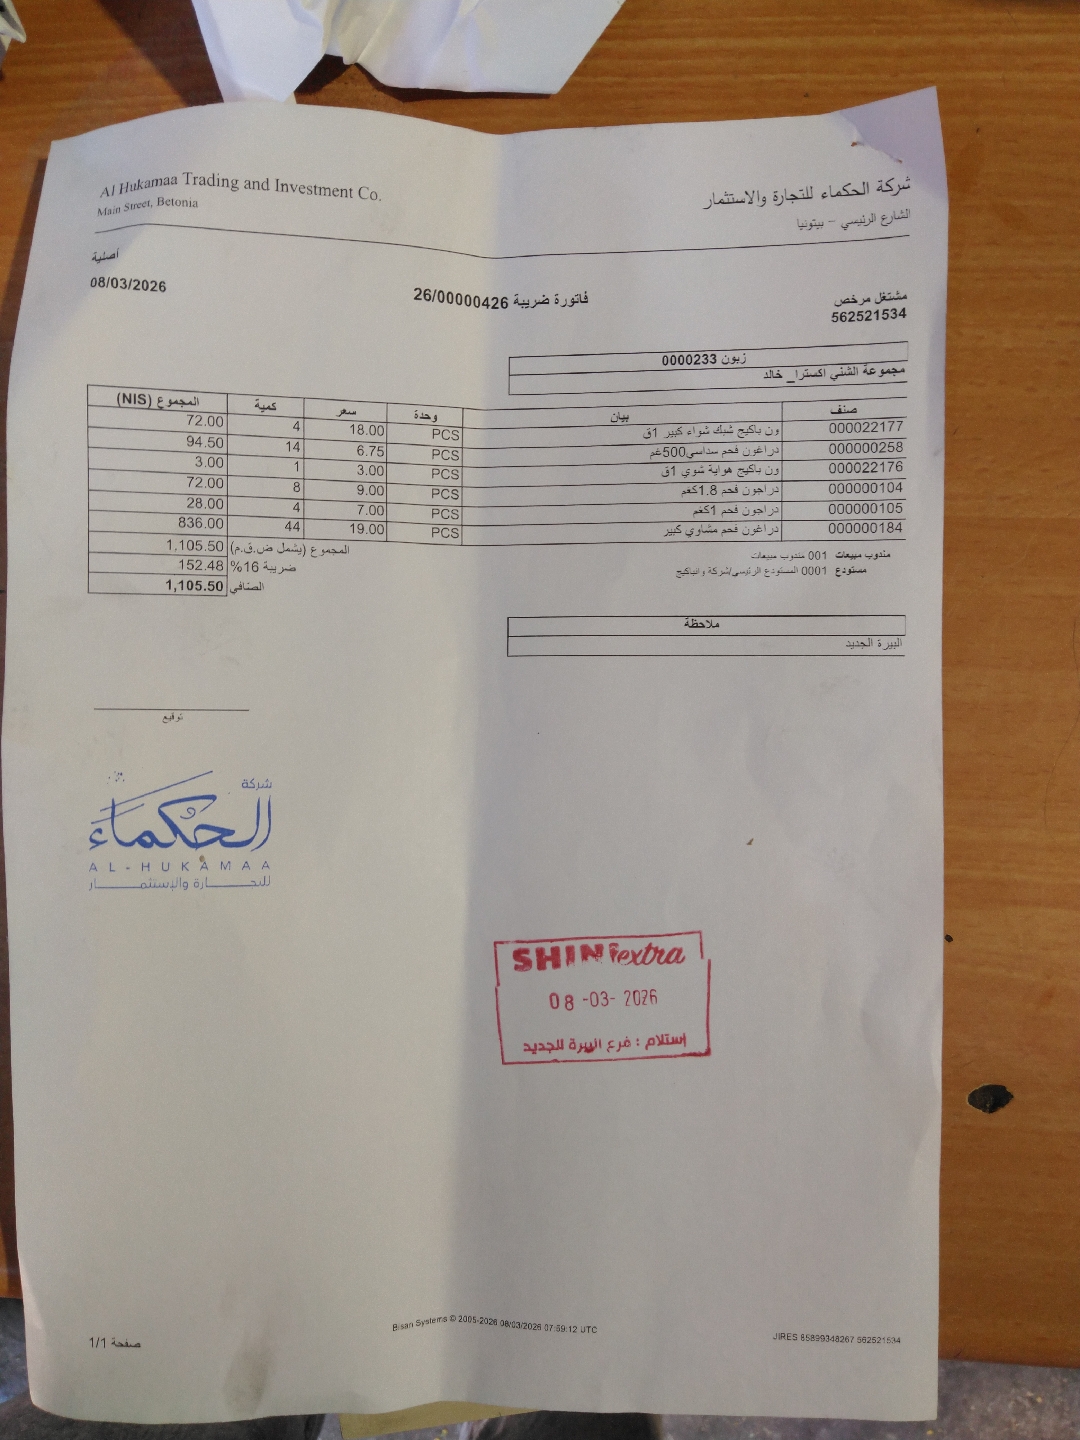 Al Hukamaa Trading and Investment Co.
شركة الحكماء للتجارة والاستثمار
Main Street, Betonia
الشارع الرئيسي - بيتونيا
أصلية
08/03/2026
فاتورة ضريبة 26/00000426
مشتغل مرخص
562521534
زبون 0000233
مجموعة الشني اكسترا_ خالد
صنف بيان وحدة سعر كمية المجموع (NIS)
000022177 ون باكيج شبك شواء كبير 1ق PCS 18.00 4 72.00
000000258 دراغون فحم سداسي500غم PCS 6.75 14 94.50
000022176 ون باكيج هواية شوي 1ق PCS 3.00 1 3.00
000000104 دراجون فحم 1.8كغم PCS 9.00 8 72.00
000000105 دراجون فحم 1كغم PCS 7.00 4 28.00
000000184 دراغون فحم مشاوي كبير PCS 19.00 44 836.00
المجموع (يشمل ض.ق.م) 1,105.50
ضريبة 16% 152.48
الصافي 1,105.50
مندوب مبيعات 001 مندوب مبيعات
مستودع 0001 المستودع الرئيسي/شركة وانباكيج
ملاحظة
البيرة الجديد
توقيع
شركة
الحكماء
AL-HUKAMAA
للتجارة والإستثمار
SHINI extra
08-03-2026
إستلام : فرع البيرة الجديد
صفحة 1/1
Bisan Systems © 2005-2026 08/03/2026 07:59:12 UTC
JIRES 85899348267 562521534